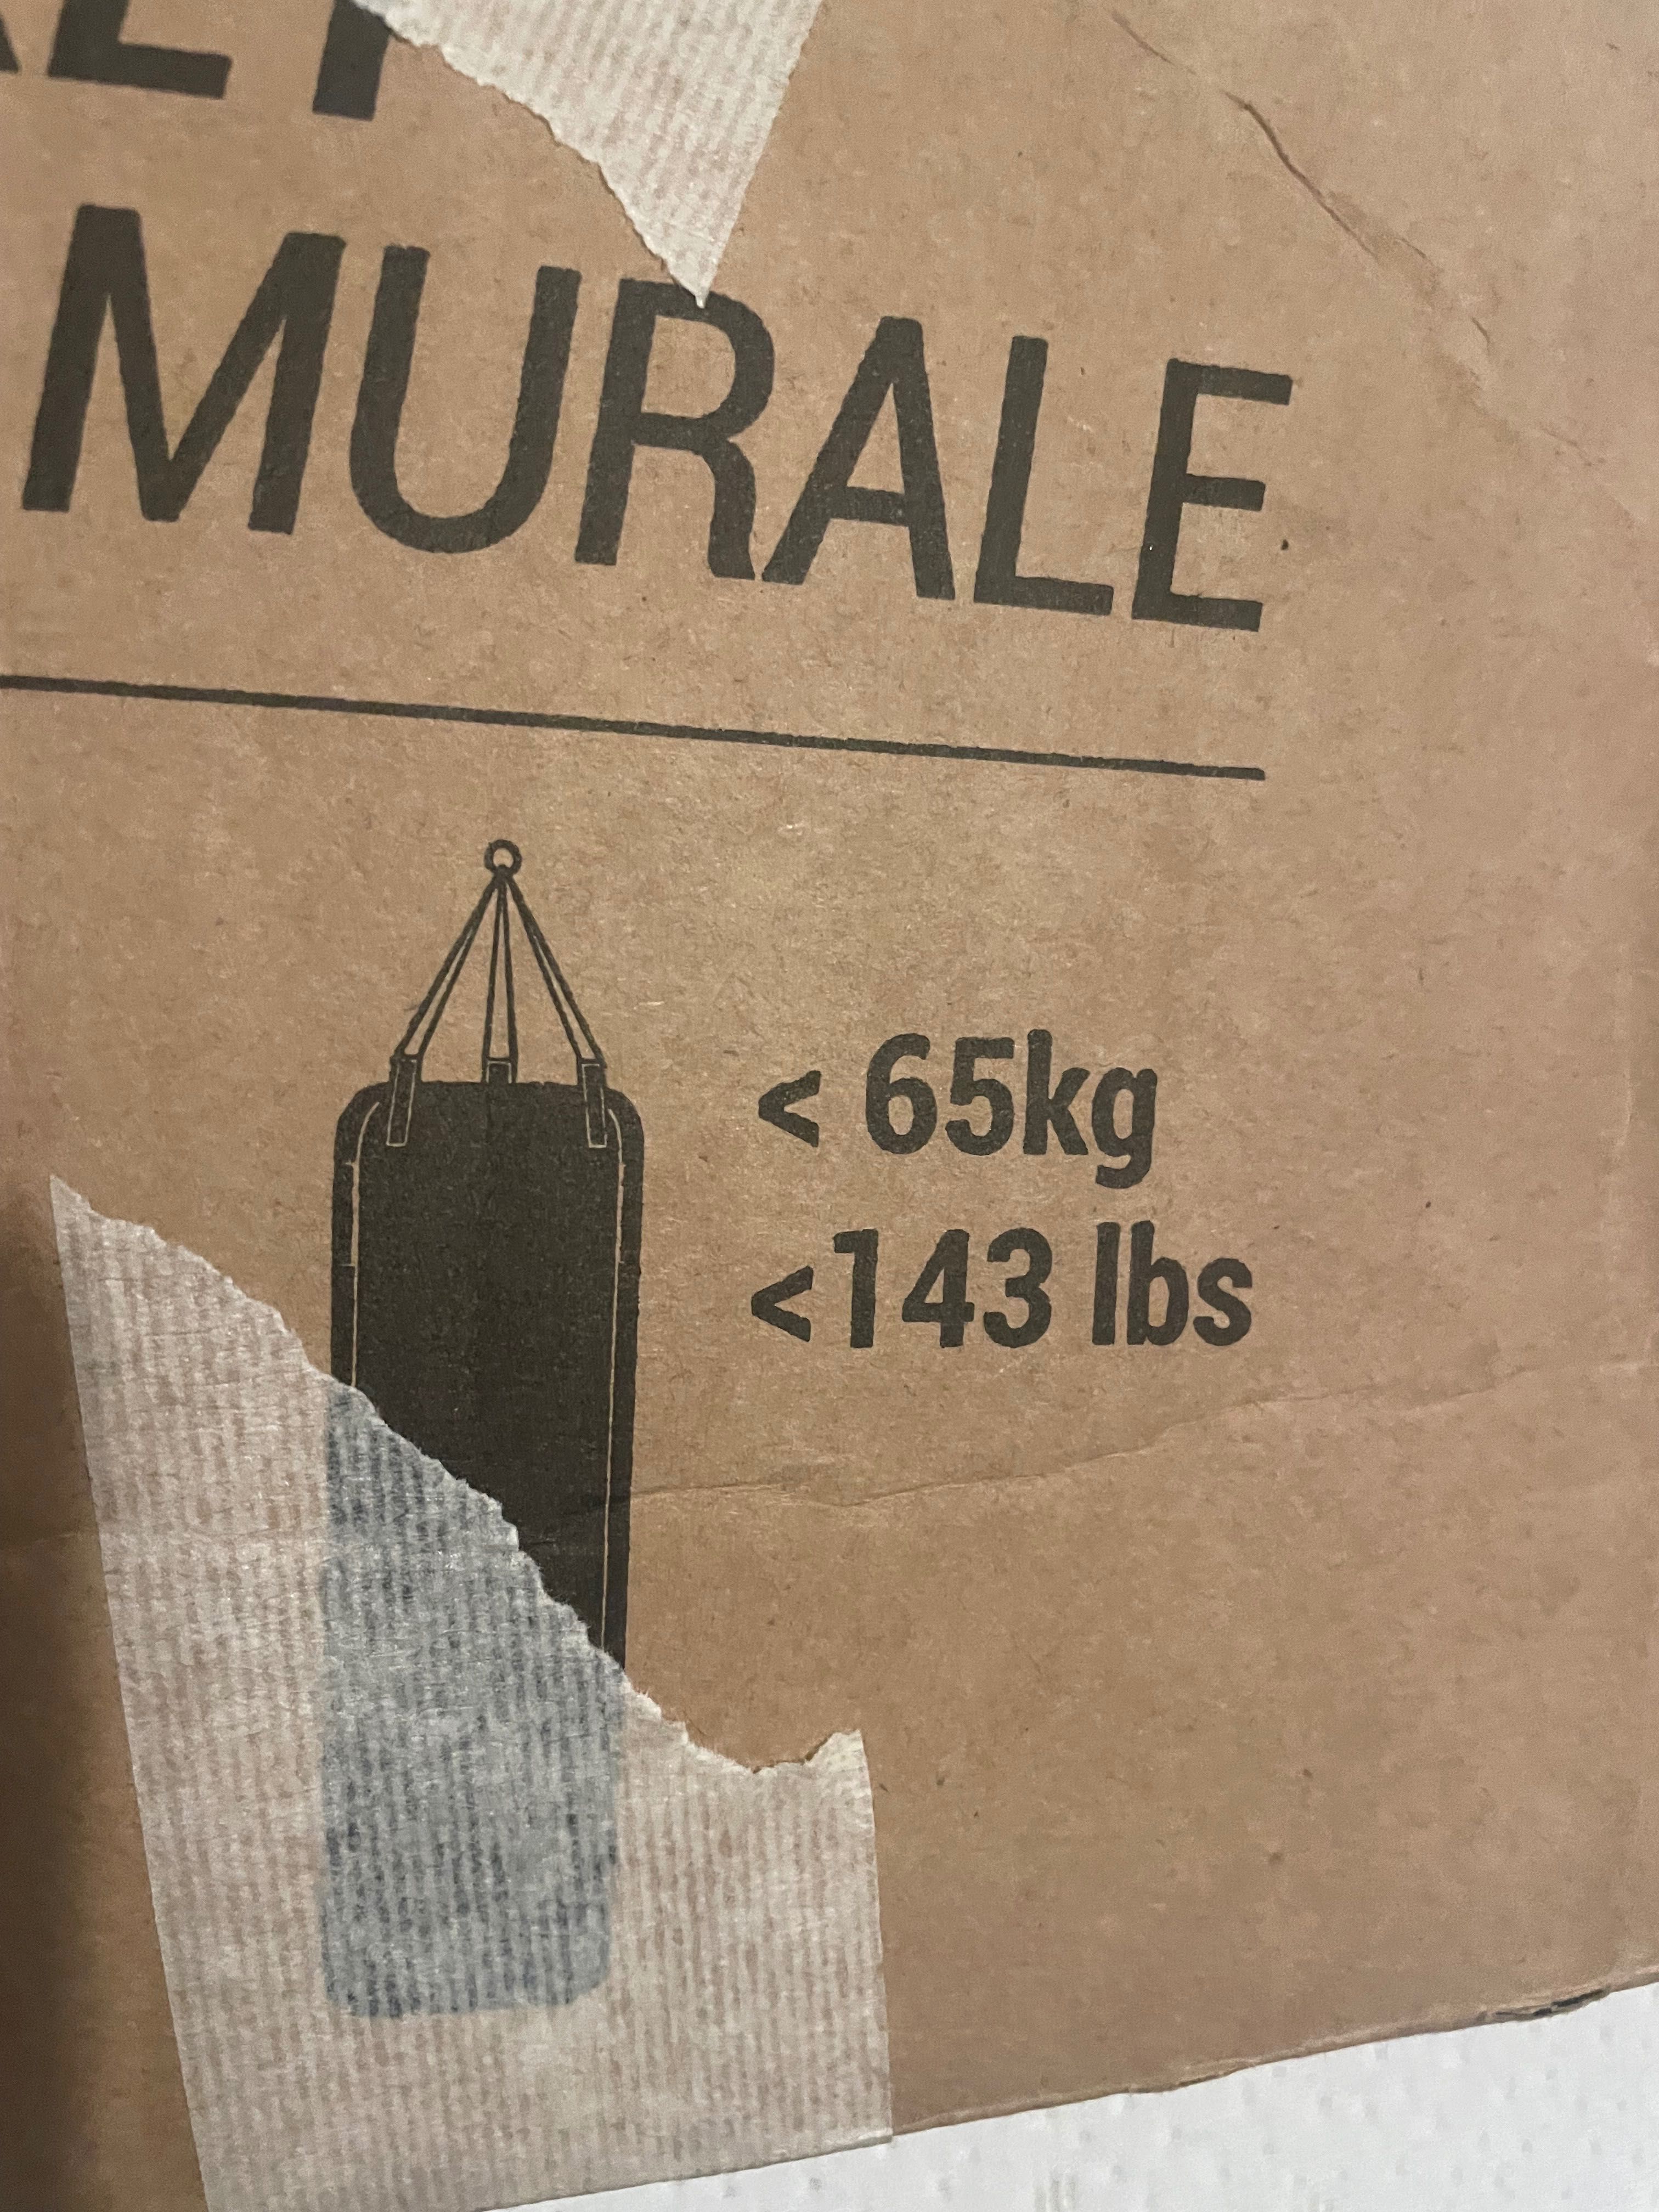 MURALE
< 65kg
<143 lbs